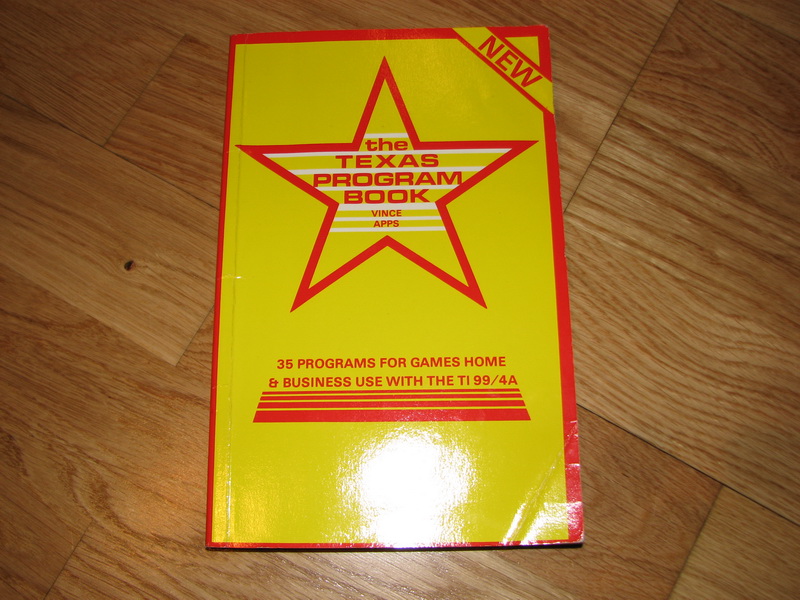 NEW
the
TEXAS
PROGRAM
BOOK
VINCE
APPS
35 PROGRAMS FOR GAMES HOME
& BUSINESS USE WITH THE TI 99/4A